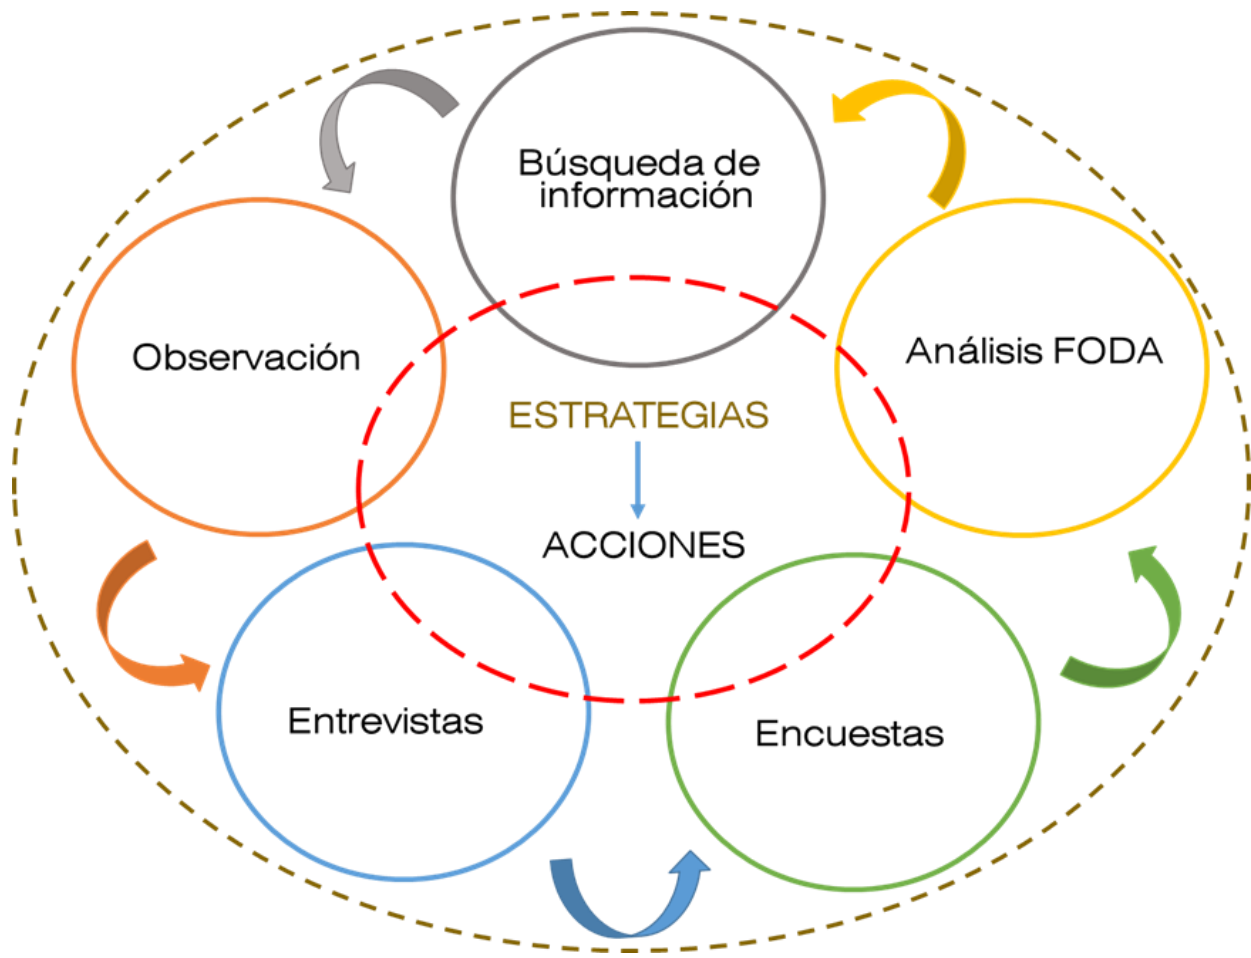 Búsqueda de
información
Observación
Análisis FODA
ESTRATEGIAS
ACCIONES
Entrevistas
Encuestas